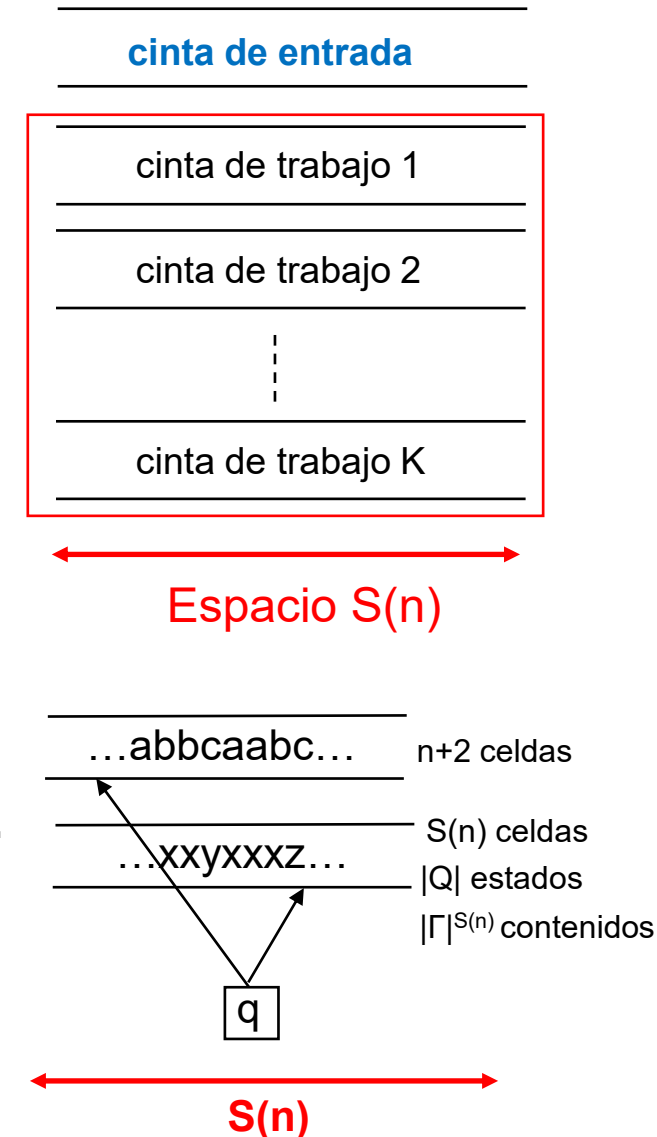 cinta de entrada
cinta de trabajo 1
cinta de trabajo 2
cinta de trabajo K
Espacio S(n)
…abbcaabc… n+2 celdas
…xxyxxxz… S(n) celdas
|Q| estados
|Γ|^S(n) contenidos
q
S(n)